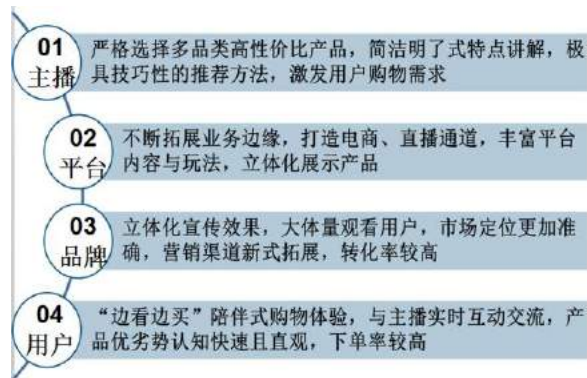 01
主播
严格选择多品类高性价比产品，简洁明了式特点讲解，极
具技巧性的推荐方法，激发用户购物需求
02
平台
不断拓展业务边缘，打造电商、直播通道，丰富平台
内容与玩法，立体化展示产品
03
品牌
立体化宣传效果，大体量观看用户，市场定位更加准
确，营销渠道新式拓展，转化率较高
04
用户
“边看边买”陪伴式购物体验，与主播实时互动交流，产
品优劣势认知快速且直观，下单率较高